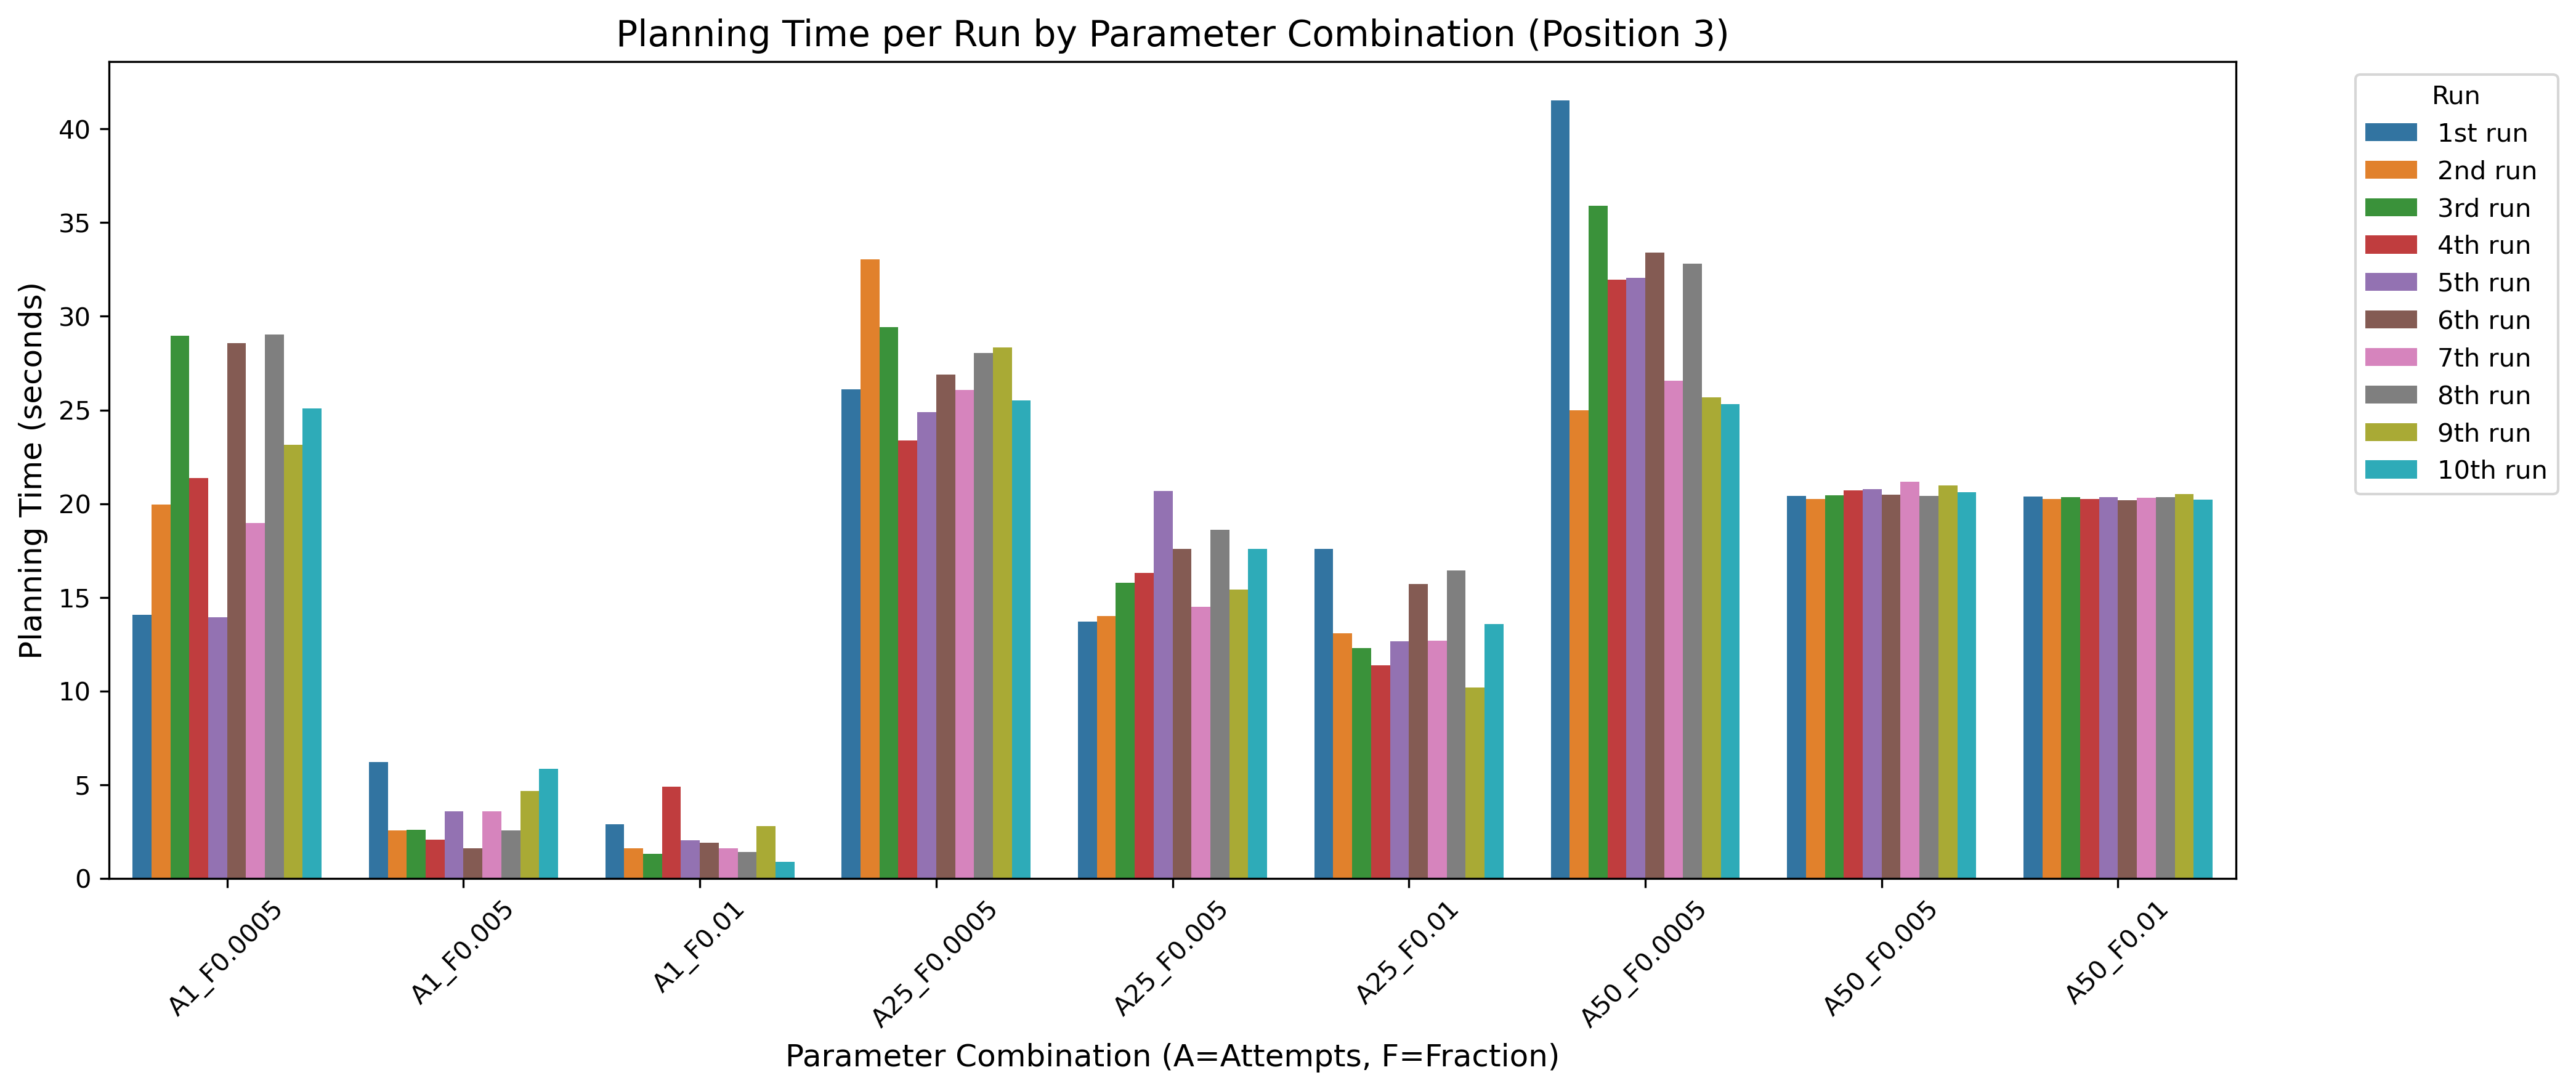 Planning Time per Run by Parameter Combination (Position 3)
Planning Time (seconds)
40
35
30
25
20
15
10
5
0
A1_F0.0005
A1_F0.005
A1_F0.01
A25_F0.0005
A25_F0.005
A25_F0.01
A50_F0.0005
A50_F0.005
A50_F0.01
Parameter Combination (A=Attempts, F=Fraction)
Run
1st run
2nd run
3rd run
4th run
5th run
6th run
7th run
8th run
9th run
10th run